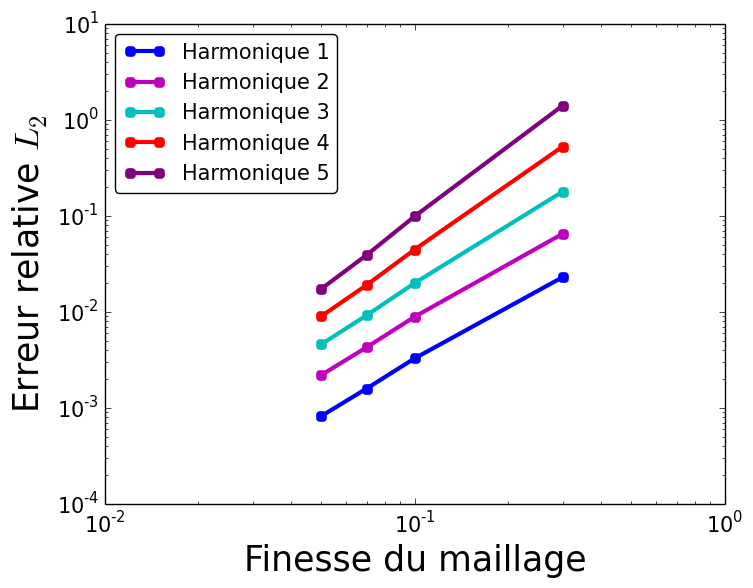 10^1
10^0
10^-1
10^-2
10^-3
10^-4
Erreur relative L_2
Harmonique 1
Harmonique 2
Harmonique 3
Harmonique 4
Harmonique 5
10^-2
10^-1
10^0
Finesse du maillage